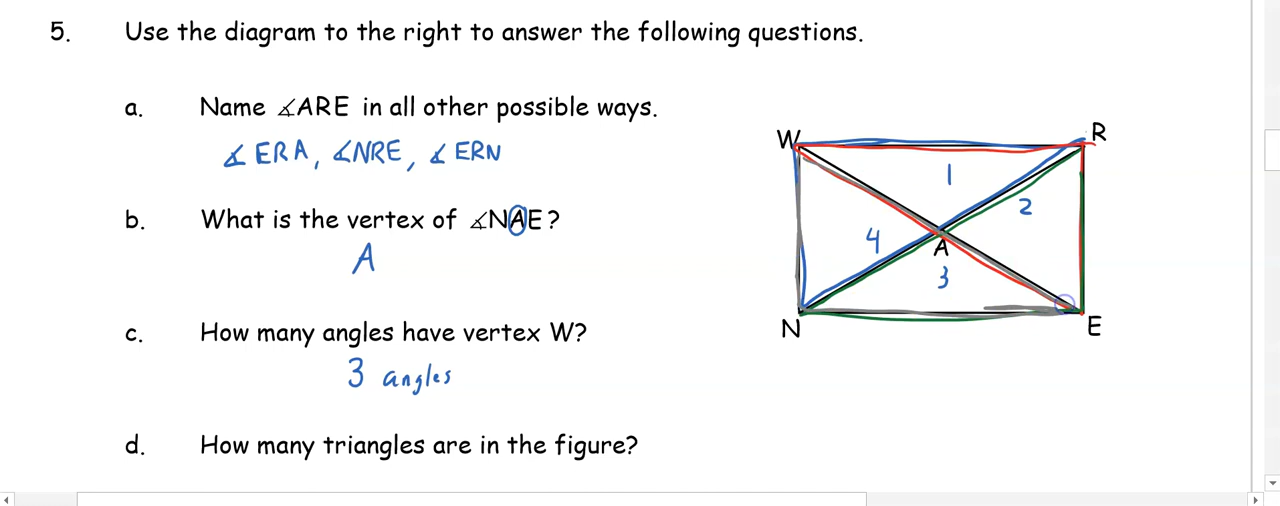 5. Use the diagram to the right to answer the following questions.
a. Name ∡ARE in all other possible ways.
∡ ERA, ∡NRE, ∡ ERN
b. What is the vertex of ∡NAE?
A
c. How many angles have vertex W?
3 angles
d. How many triangles are in the figure?
W R
1
2
4
A
3
N E